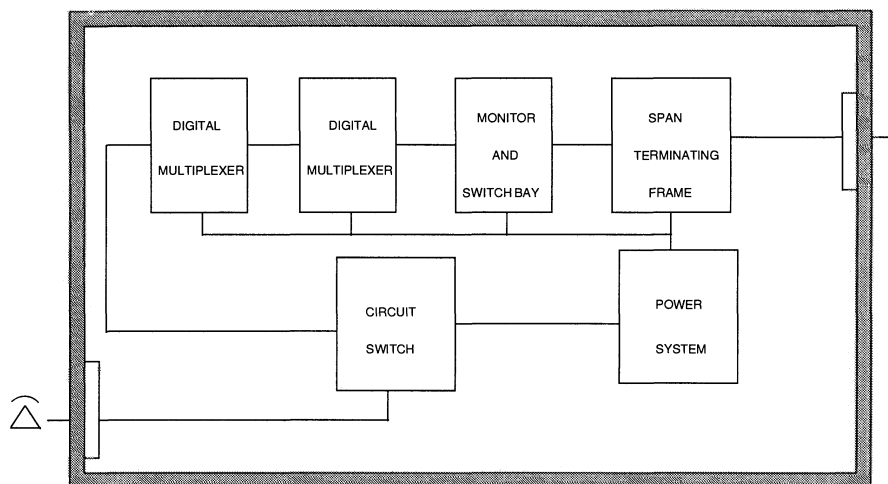 DIGITAL
MULTIPLEXER
DIGITAL
MULTIPLEXER
MONITOR
AND
SWITCH BAY
SPAN
TERMINATING
FRAME
CIRCUIT
SWITCH
POWER
SYSTEM